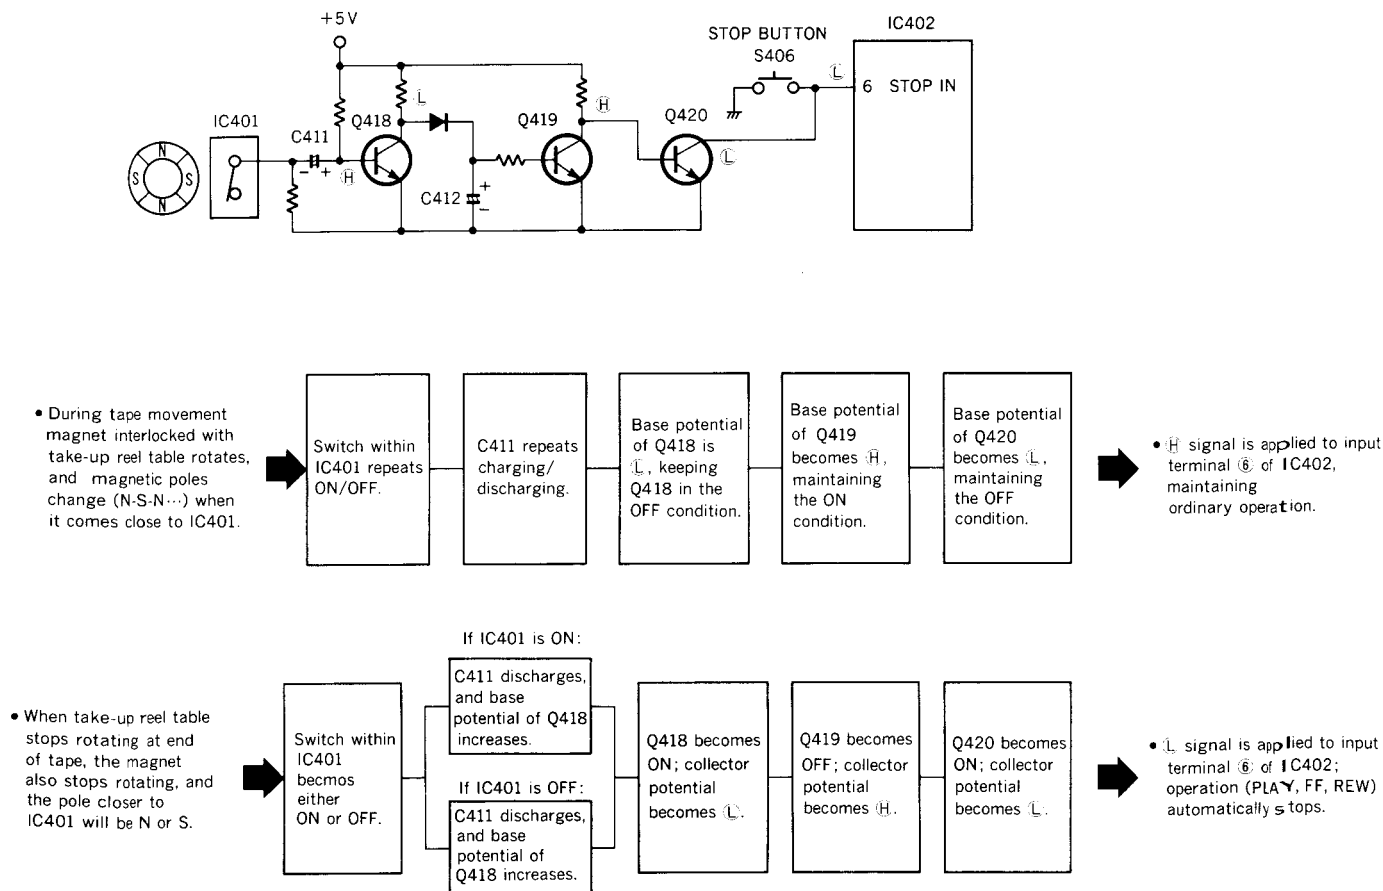 +5V
STOP BUTTON
S406
IC402
Ⓛ
6 STOP IN
IC401
C411
Q418
Ⓛ
Q419
Ⓗ
Q420
N
S
S
N
- +
Ⓗ
C412
+
-
Ⓛ
• During tape movement
magnet interlocked with
take-up reel table rotates,
and magnetic poles
change (N-S-N···) when
it comes close to IC401.
Switch within
IC401 repeats
ON/OFF.
C411 repeats
charging/
discharging.
Base potential
of Q418 is
Ⓛ, keeping
Q418 in the
OFF condition.
Base potential
of Q419
becomes Ⓗ,
maintaining
the ON
condition.
Base potential
of Q420
becomes Ⓛ,
maintaining
the OFF
condition.
• Ⓗ signal is applied to input
terminal ⑥ of IC402,
maintaining
ordinary operation.
• When take-up reel table
stops rotating at end
of tape, the magnet
also stops rotating, and
the pole closer to
IC401 will be N or S.
Switch within
IC401
becmos
either
ON or OFF.
If IC401 is ON:
C411 discharges,
and base
potential of Q418
increases.
If IC401 is OFF:
C411 discharges,
and base
potential of
Q418 increases.
Q418 becomes
ON; collector
potential
becomes Ⓛ.
Q419 becomes
OFF; collector
potential
becomes Ⓗ.
Q420 becomes
ON; collector
potential
becomes Ⓛ.
• Ⓛ signal is applied to input
terminal ⑥ of IC402;
operation (PLAY, FF, REW)
automatically stops.